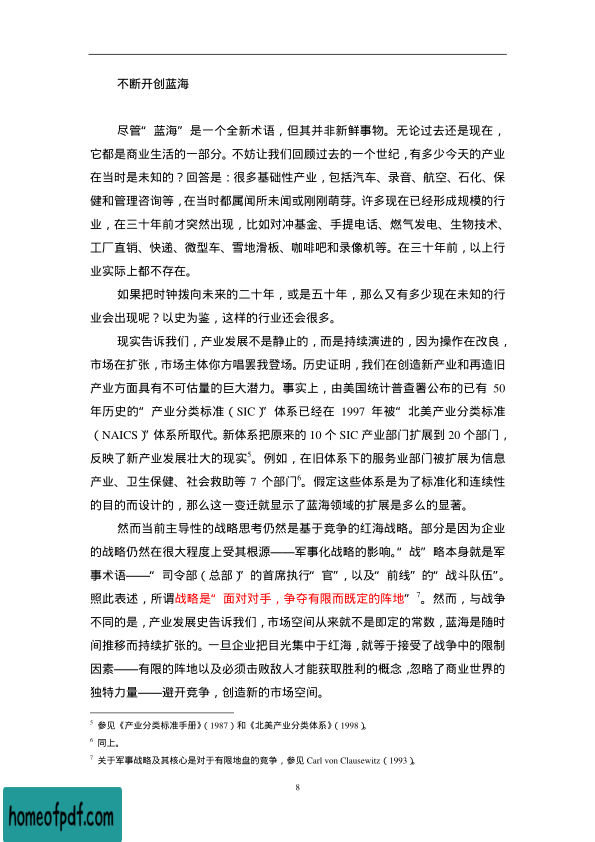 不断开创蓝海
尽管“蓝海”是一个全新术语，但其并非新鲜事物。无论过去还是现在，
它都是商业生活的一部分。不妨让我们回顾过去的一个世纪，有多少今天的产业
在当时是未知的？回答是：很多基础性产业，包括汽车、录音、航空、石化、保
健和管理咨询等，在当时都属闻所未闻或刚刚萌芽。许多现在已经形成规模的行
业，在三十年前才突然出现，比如对冲基金、手提电话、燃气发电、生物技术、
工厂直销、快递、微型车、雪地滑板、咖啡吧和录像机等。在三十年前，以上行
业实际上都不存在。
如果把时钟拨向未来的二十年，或是五十年，那么又有多少现在未知的行
业会出现呢？以史为鉴，这样的行业还会很多。
现实告诉我们，产业发展不是静止的，而是持续演进的，因为操作在改良，
市场在扩张，市场主体你方唱罢我登场。历史证明，我们在创造新产业和再造旧
产业方面具有不可估量的巨大潜力。事实上，由美国统计普查署公布的已有 50
年历史的“产业分类标准（SIC）”体系已经在 1997 年被“北美产业分类标准
（NAICS）”体系所取代。新体系把原来的 10 个 SIC 产业部门扩展到 20 个部门，
反映了新产业发展壮大的现实5。例如，在旧体系下的服务业部门被扩展为信息
产业、卫生保健、社会救助等 7 个部门6。假定这些体系是为了标准化和连续性
的目的而设计的，那么这一变迁就显示了蓝海领域的扩展是多么的显著。
然而当前主导性的战略思考仍然是基于竞争的红海战略。部分是因为企业
的战略仍然在很大程度上受其根源——军事化战略的影响。“战”略本身就是军
事术语——“司令部（总部）”的首席执行“官”，以及“前线”的“战斗队伍”。
照此表述，所谓战略是“面对对手，争夺有限而既定的阵地”7。然而，与战争
不同的是，产业发展史告诉我们，市场空间从来就不是即定的常数，蓝海是随时
间推移而持续扩张的。一旦企业把目光集中于红海，就等于接受了战争中的限制
因素——有限的阵地以及必须击败敌人才能获取胜利的概念，忽略了商业世界的
独特力量——避开竞争，创造新的市场空间。
5 参见《产业分类标准手册》（1987）和《北美产业分类体系》（1998）。
6 同上。
7 关于军事战略及其核心是对于有限地盘的竞争，参见 Carl von Clausewitz（1993）。
8
homeofpdf.com